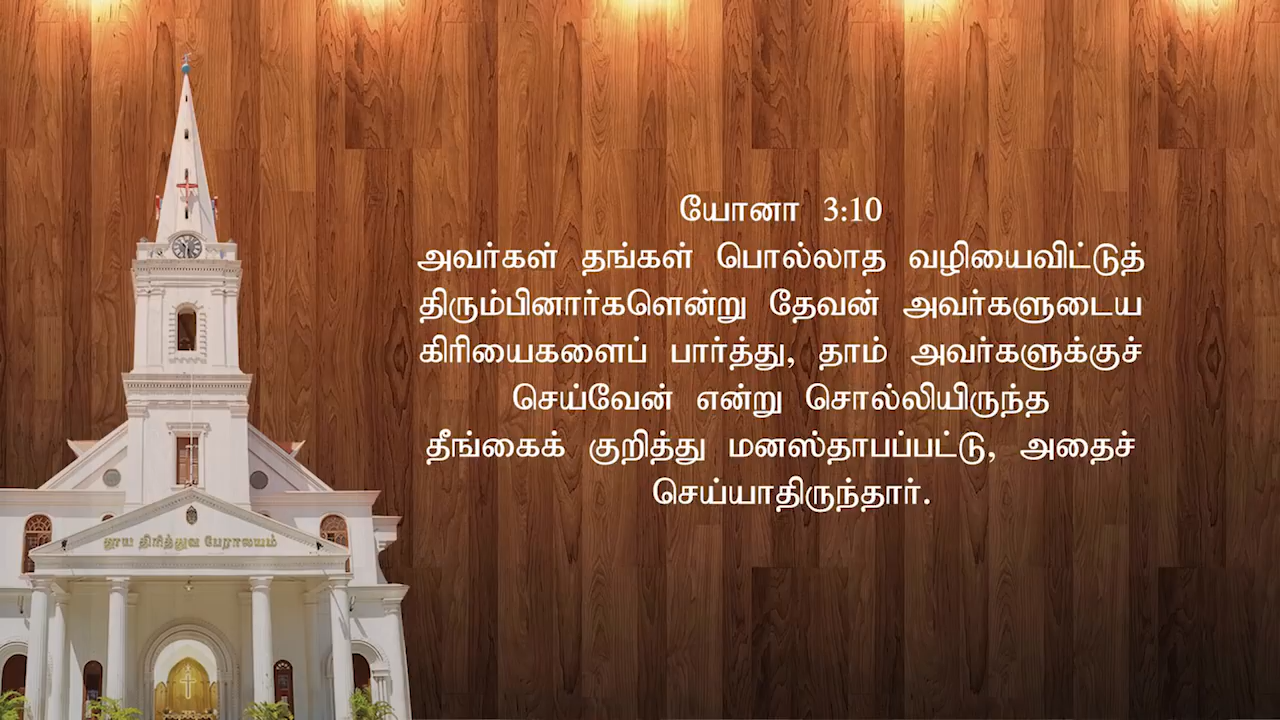 யோனா 3:10
அவர்கள் தங்கள் பொல்லாத வழியைவிட்டுத்
திரும்பினார்களென்று தேவன் அவர்களுடைய
கிரியைகளைப் பார்த்து, தாம் அவர்களுக்குச்
செய்வேன் என்று சொல்லியிருந்த
தீங்கைக் குறித்து மனஸ்தாபப்பட்டு, அதைச்
செய்யாதிருந்தார்.
தூய திரித்துவ பேராலயம்